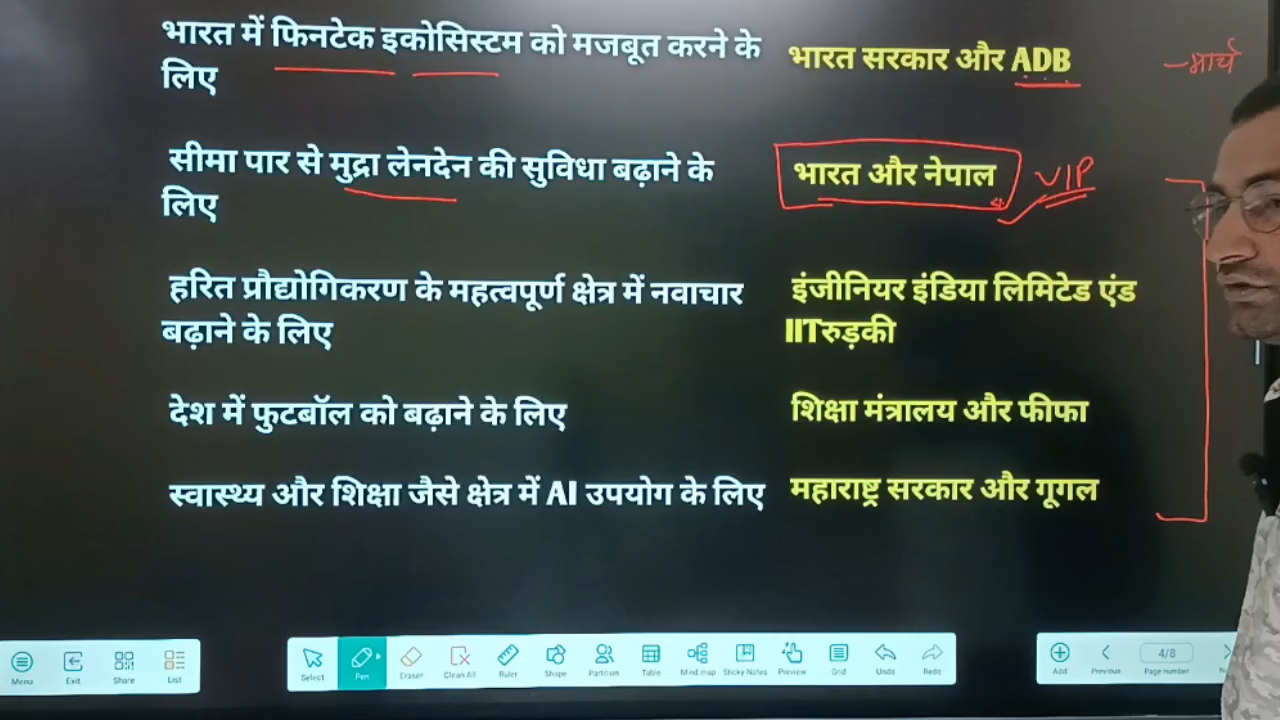 भारत में फिनटेक इकोसिस्टम को मजबूत करने के
लिए
भारत सरकार और ADB
मार्च
सीमा पार से मुद्रा लेनदेन की सुविधा बढ़ाने के
लिए
भारत और नेपाल
VIP
हरित प्रौद्योगिकरण के महत्वपूर्ण क्षेत्र में नवाचार
बढ़ाने के लिए
इंजीनियर इंडिया लिमिटेड एंड
IITरुड़की
देश में फुटबॉल को बढ़ाने के लिए
शिक्षा मंत्रालय और फीफा
स्वास्थ्य और शिक्षा जैसे क्षेत्र में AI उपयोग के लिए
महाराष्ट्र सरकार और गूगल
Menu Exit Share List
Select Pen Eraser Clean All Ruler Shape Partition Table Mind map Sticky Notes Preview Grid Undo Redo
4/8
Add Previous Page number